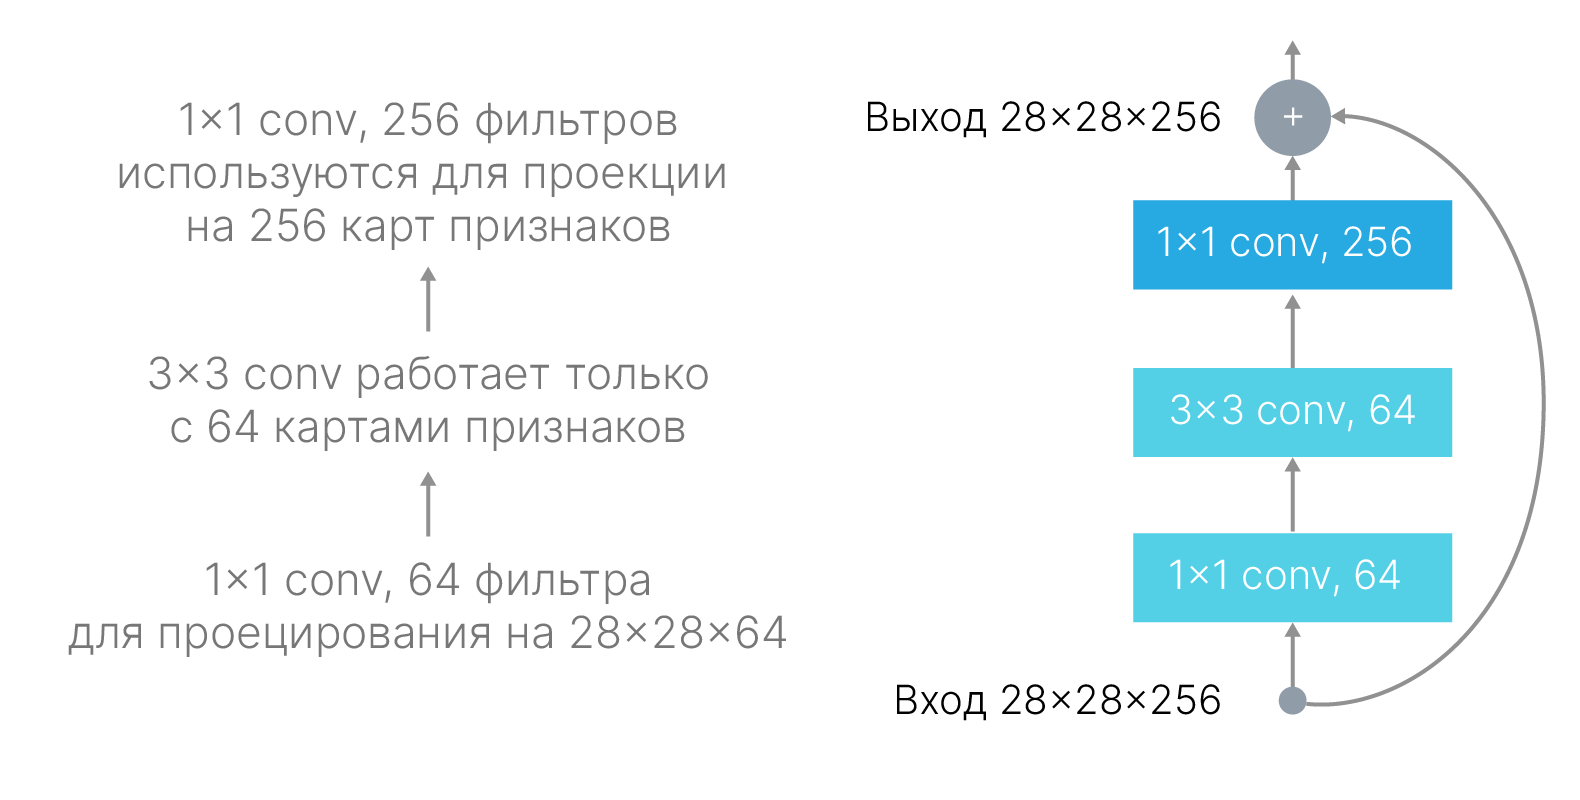 1×1 conv, 256 фильтров
используются для проекции
на 256 карт признаков
3×3 conv работает только
с 64 картами признаков
1×1 conv, 64 фильтра
для проецирования на 28×28×64
Выход 28×28×256
+
1×1 conv, 256
3×3 conv, 64
1×1 conv, 64
Вход 28×28×256